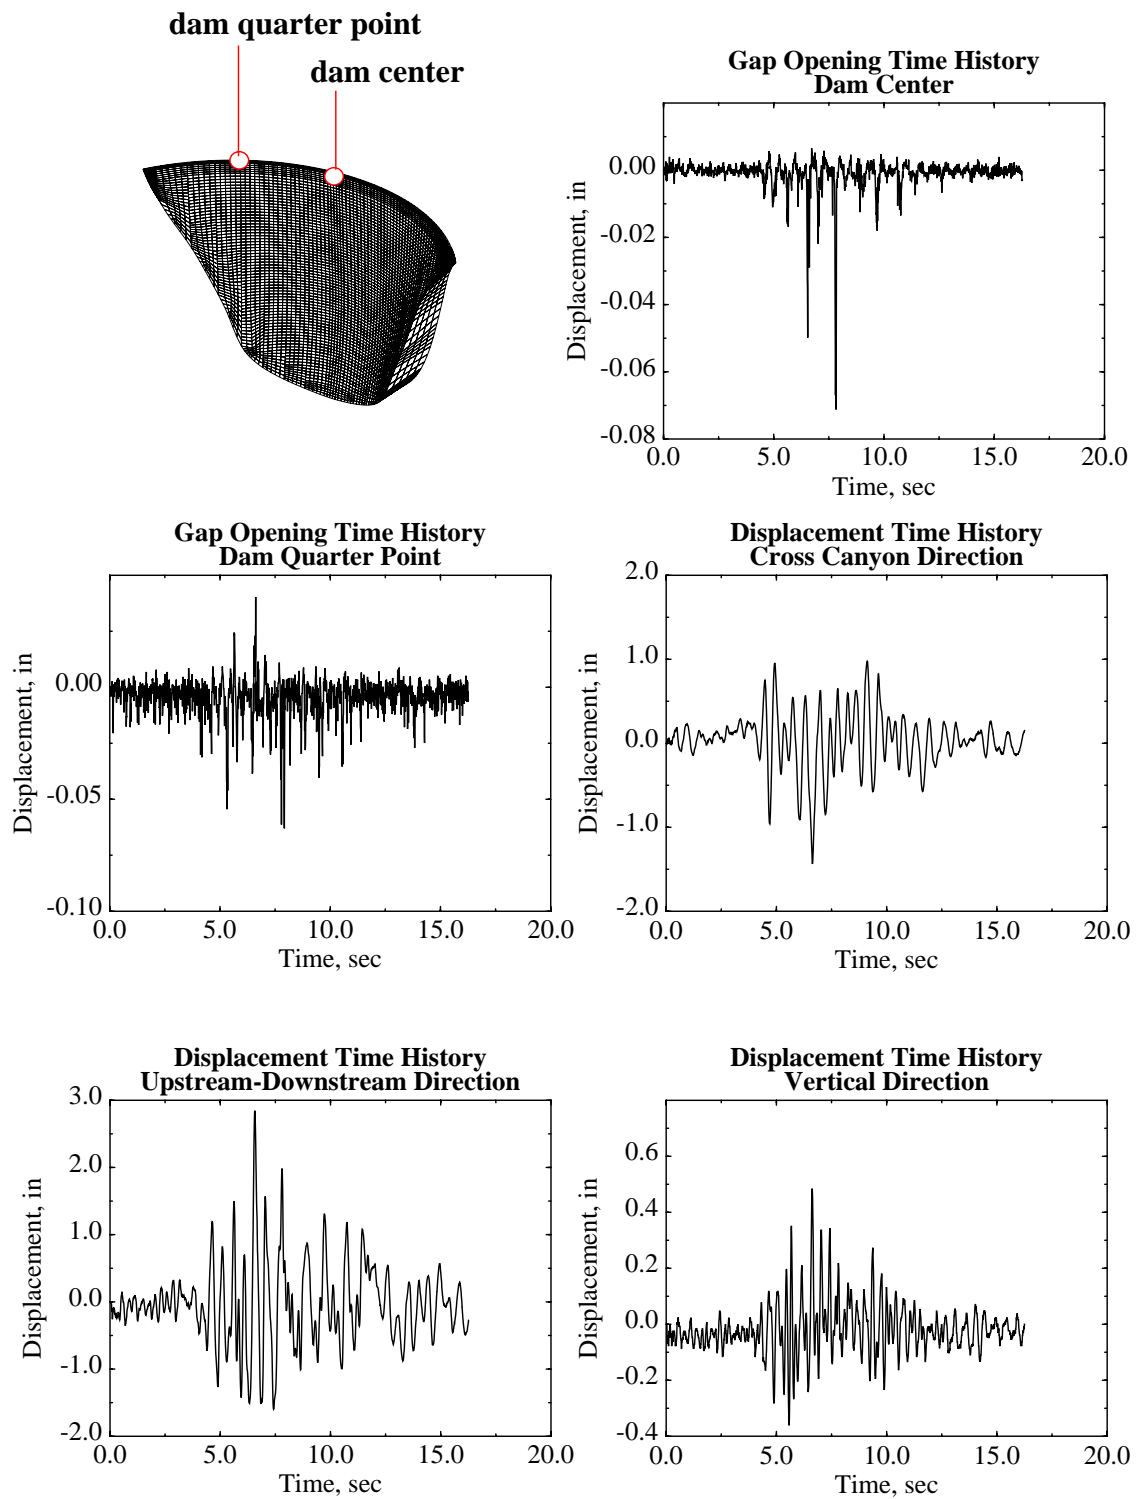 dam quarter point
dam center
Gap Opening Time History
Dam Center
0.00
-0.02
-0.04
-0.06
-0.08
Displacement, in
0.0 5.0 10.0 15.0 20.0
Time, sec
Gap Opening Time History
Dam Quarter Point
0.00
-0.05
-0.10
Displacement, in
0.0 5.0 10.0 15.0 20.0
Time, sec
Displacement Time History
Cross Canyon Direction
2.0
1.0
0.0
-1.0
-2.0
Displacement, in
0.0 5.0 10.0 15.0 20.0
Time, sec
Displacement Time History
Upstream-Downstream Direction
3.0
2.0
1.0
0.0
-1.0
-2.0
Displacement, in
0.0 5.0 10.0 15.0 20.0
Time, sec
Displacement Time History
Vertical Direction
0.6
0.4
0.2
0.0
-0.2
-0.4
Displacement, in
0.0 5.0 10.0 15.0 20.0
Time, sec